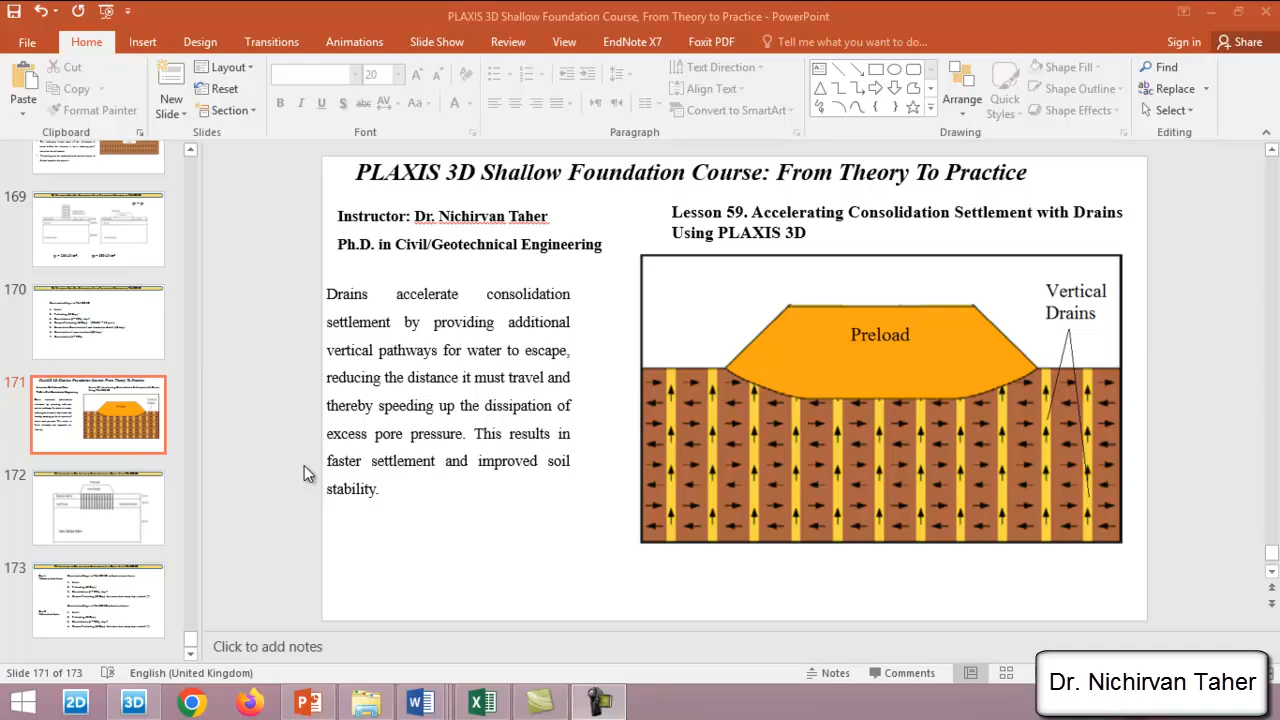 PLAXIS 3D Shallow Foundation Course, From Theory to Practice - PowerPoint
File Home Insert Design Transitions Animations Slide Show Review View EndNote X7 Foxit PDF Tell me what you want to do... Sign in Share
Paste
Cut
Copy
Format Painter
Clipboard
New Slide
Layout
Reset
Section
Slides
20
Font
Text Direction
Align Text
Convert to SmartArt
Paragraph
Arrange
Quick Styles
Shape Fill
Shape Outline
Shape Effects
Drawing
Find
Replace
Select
Editing
169
170
171
172
173
PLAXIS 3D Shallow Foundation Course: From Theory To Practice
Instructor: Dr. Nichirvan Taher
Ph.D. in Civil/Geotechnical Engineering
Lesson 59. Accelerating Consolidation Settlement with Drains
Using PLAXIS 3D
Drains accelerate consolidation
settlement by providing additional
vertical pathways for water to escape,
reducing the distance it must travel and
thereby speeding up the dissipation of
excess pore pressure. This results in
faster settlement and improved soil
stability.
Preload
Vertical
Drains
Click to add notes
Slide 171 of 173 English (United Kingdom) Notes Comments
2D 3D
Dr. Nichirvan Taher